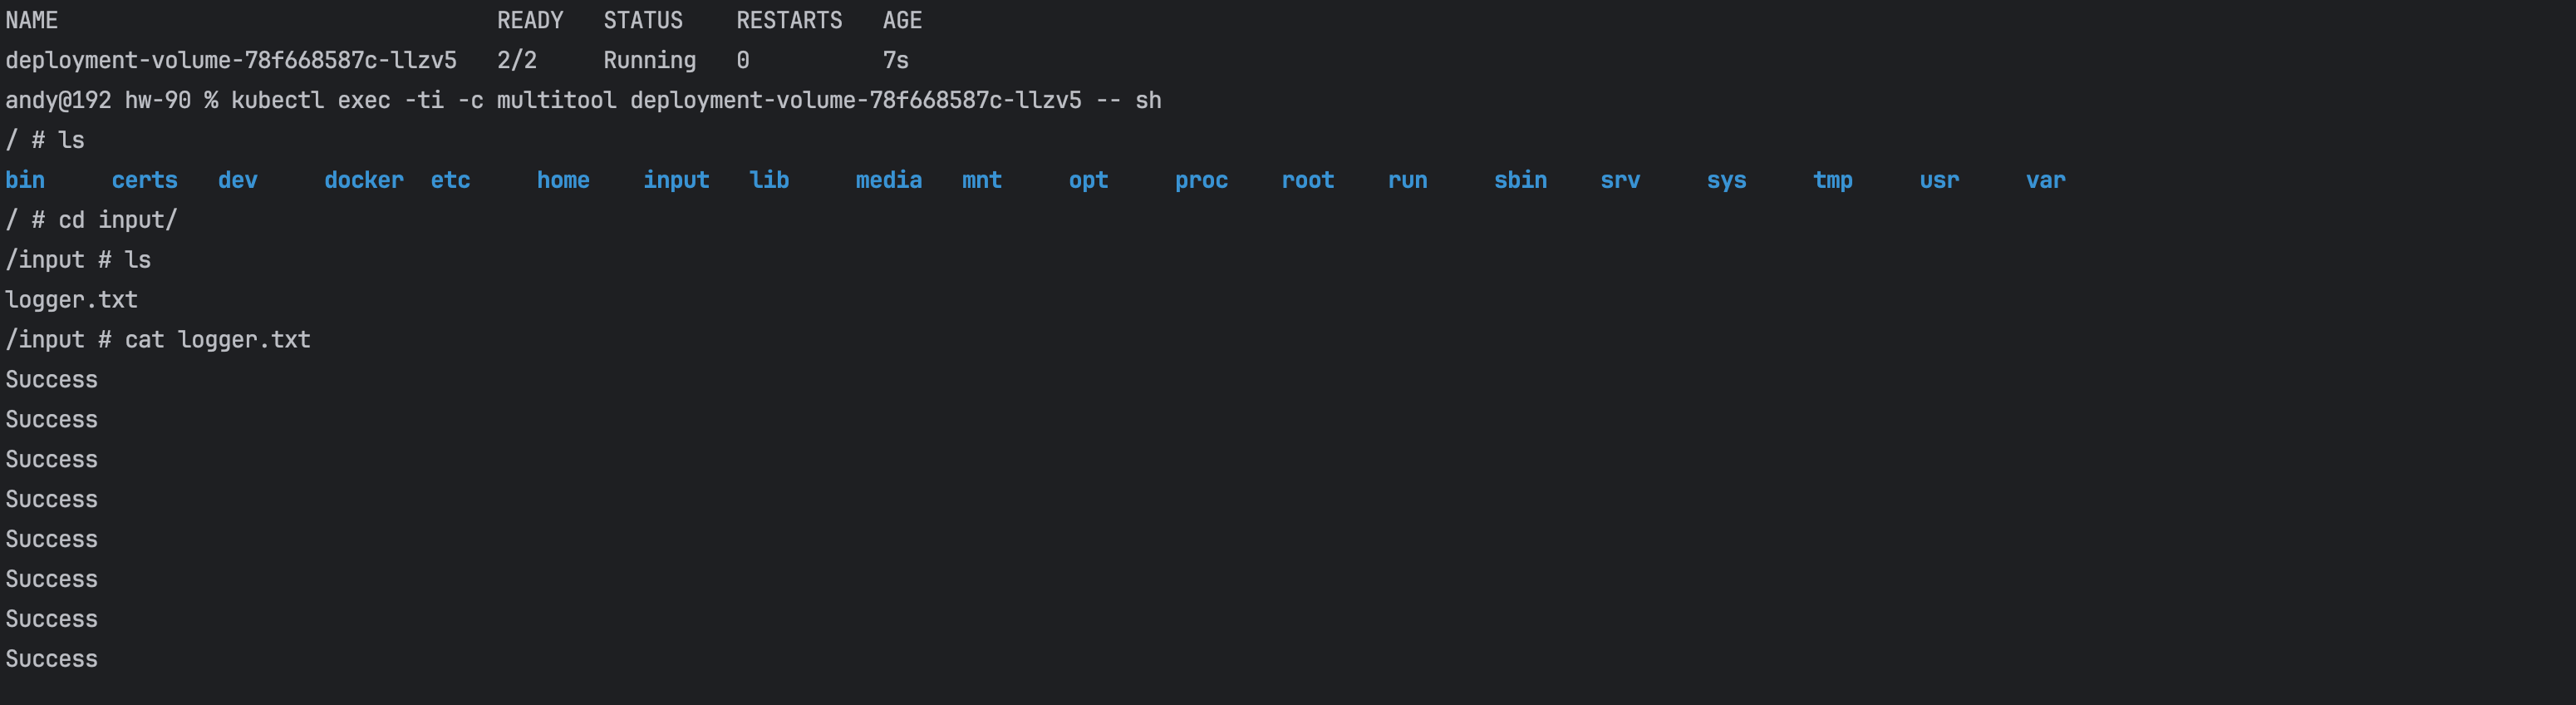 NAME                                 READY   STATUS    RESTARTS   AGE
deployment-volume-78f668587c-llzv5   2/2     Running   0          7s
andy@192 hw-90 % kubectl exec -ti -c multitool deployment-volume-78f668587c-llzv5 -- sh
/ # ls
bin     certs   dev     docker  etc     home    input   lib     media   mnt     opt     proc    root    run     sbin    srv     sys     tmp     usr     var
/ # cd input/
/input # ls
logger.txt
/input # cat logger.txt
Success
Success
Success
Success
Success
Success
Success
Success